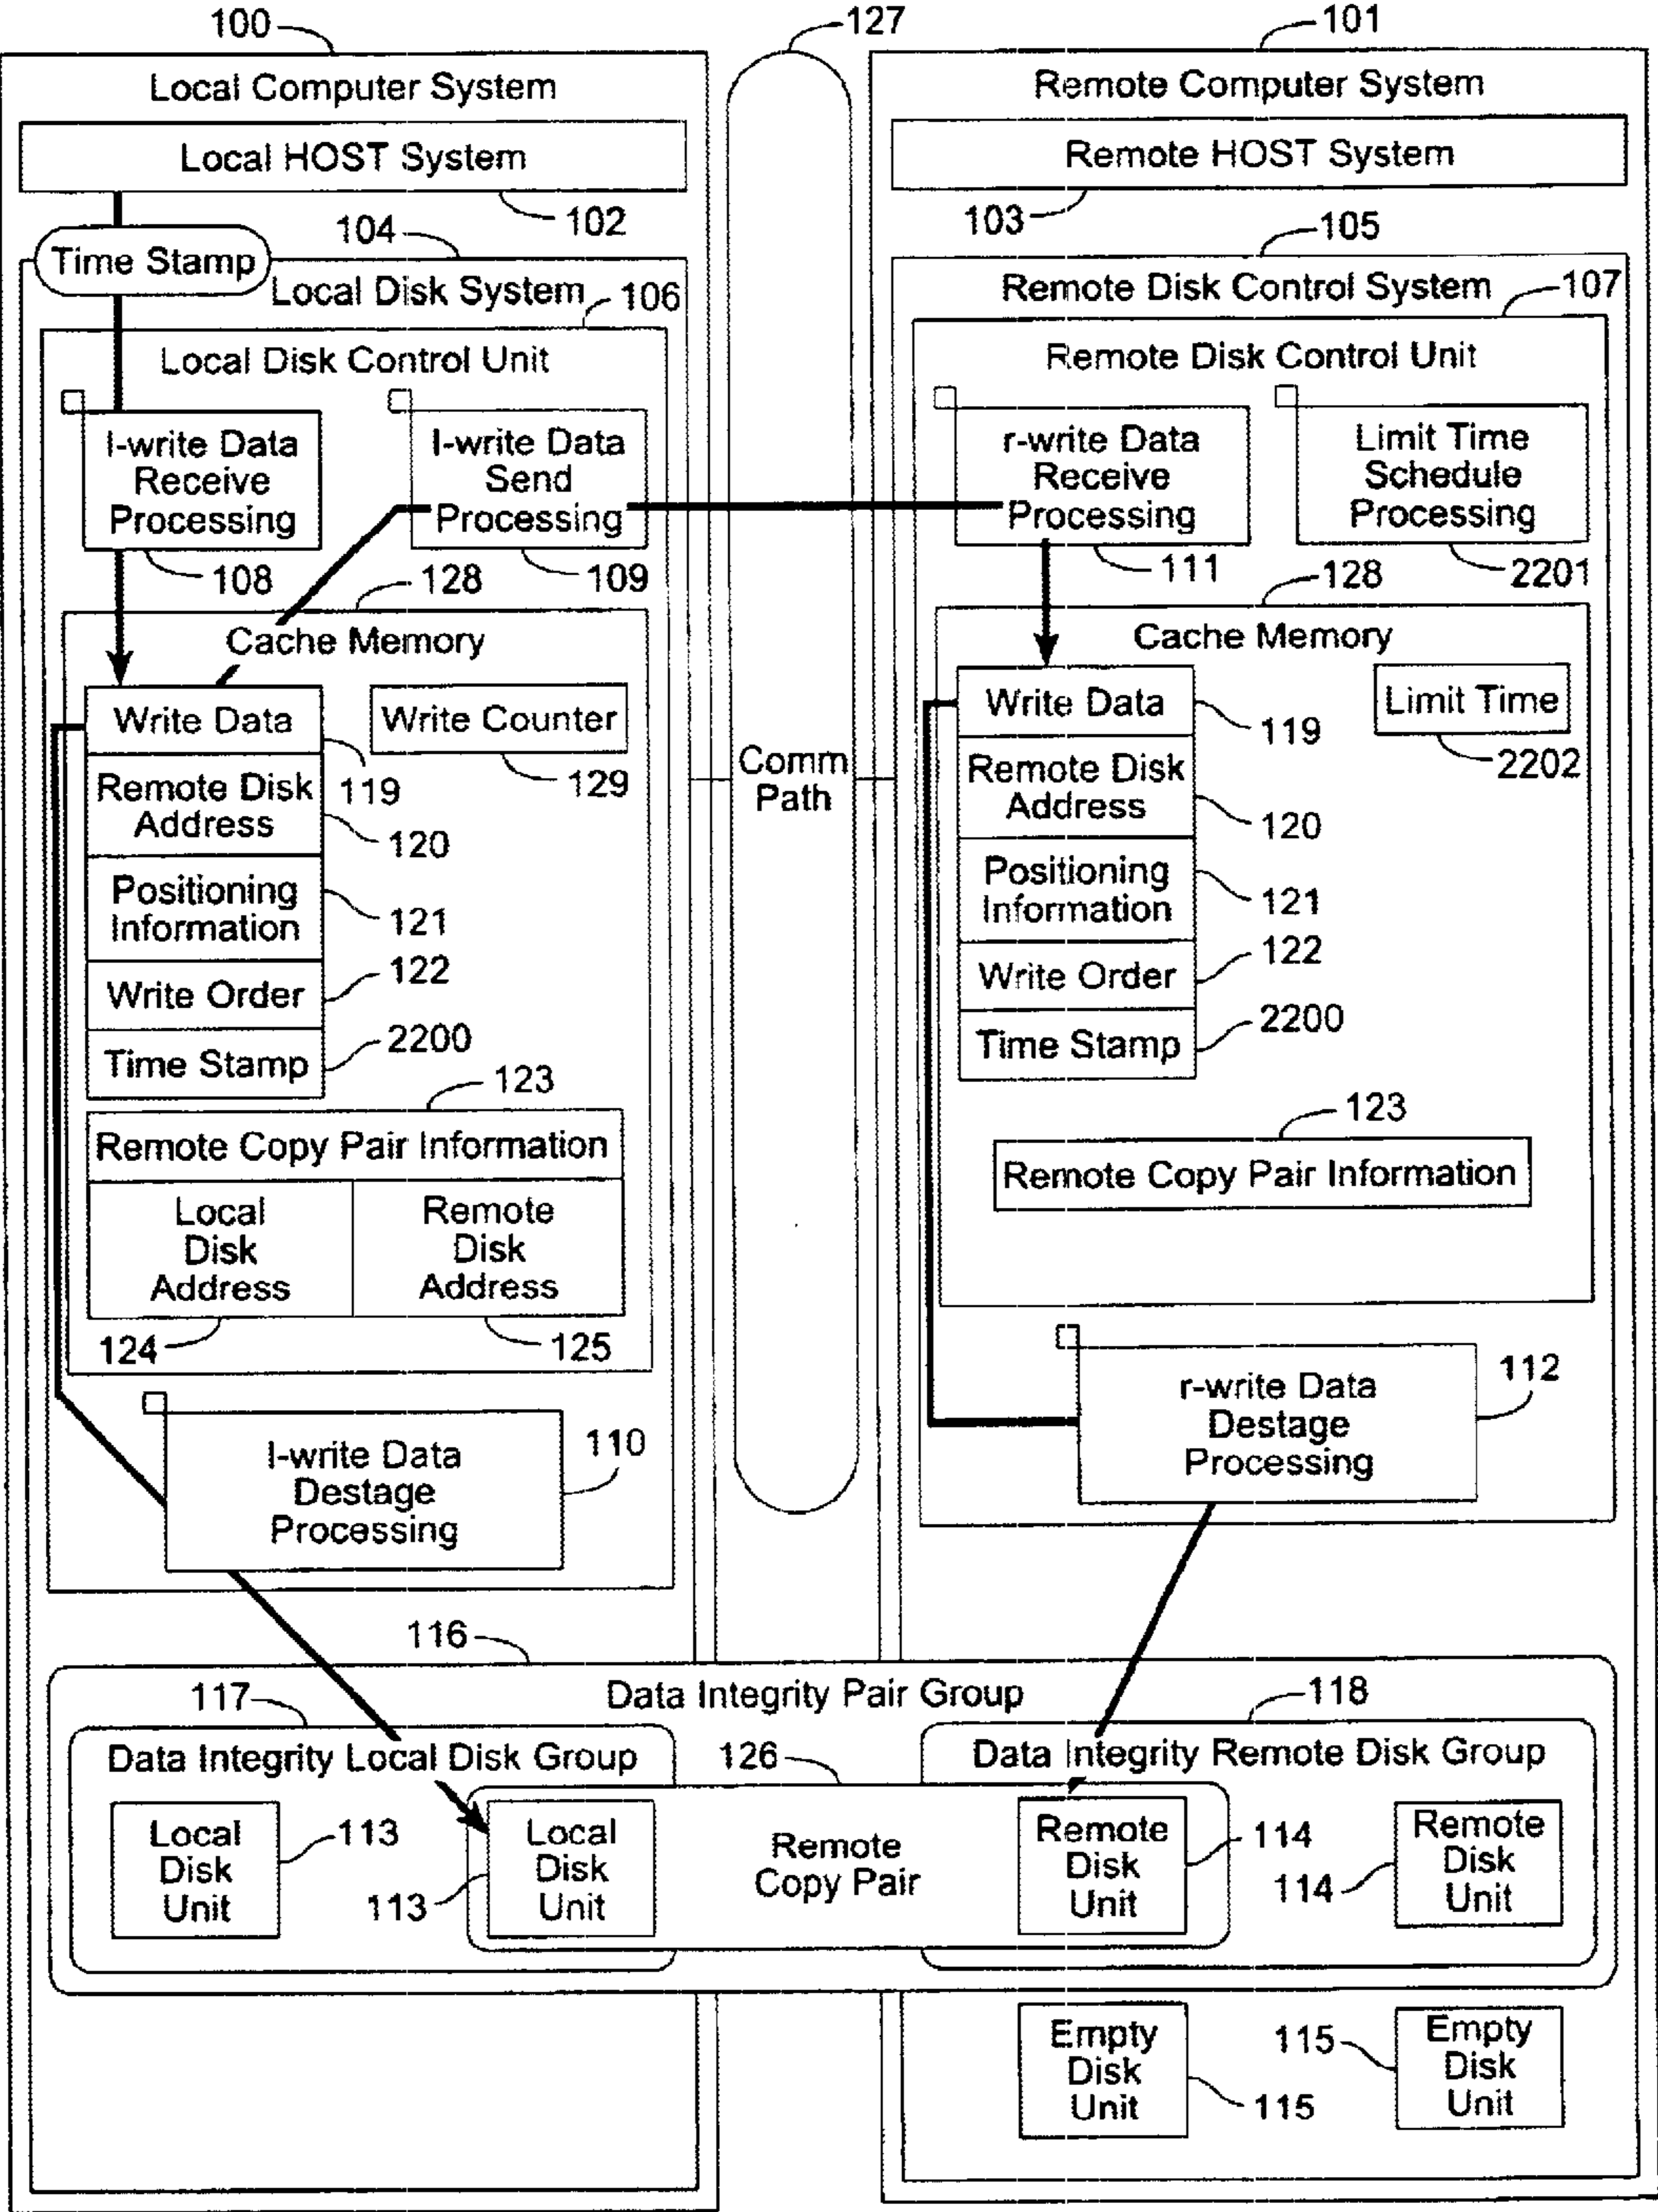 100
127
101
Local Computer System
Remote Computer System
Local HOST System
Remote HOST System
102
103
104
105
Time Stamp
Local Disk System
106
Remote Disk Control System
107
Local Disk Control Unit
Remote Disk Control Unit
l-write Data
Receive
Processing
l-write Data
Send
Processing
r-write Data
Receive
Processing
Limit Time
Schedule
Processing
108
109
111
2201
128
128
Cache Memory
Cache Memory
Write Data
Write Counter
Write Data
Limit Time
119
129
119
2202
Comm
Path
Remote Disk
Address
120
Remote Disk
Address
120
Positioning
Information
121
Positioning
Information
121
Write Order
122
Write Order
122
Time Stamp
2200
Time Stamp
2200
123
123
Remote Copy Pair Information
Remote Copy Pair Information
Local
Disk
Address
Remote
Disk
Address
124
125
l-write Data
Destage
Processing
110
r-write Data
Destage
Processing
112
116
Data Integrity Pair Group
117
118
Data Integrity Local Disk Group
126
Data Integrity Remote Disk Group
Local
Disk
Unit
113
Local
Disk
Unit
113
Remote
Copy Pair
Remote
Disk
Unit
114
Remote
Disk
Unit
114
Empty
Disk
Unit
115
Empty
Disk
Unit
115